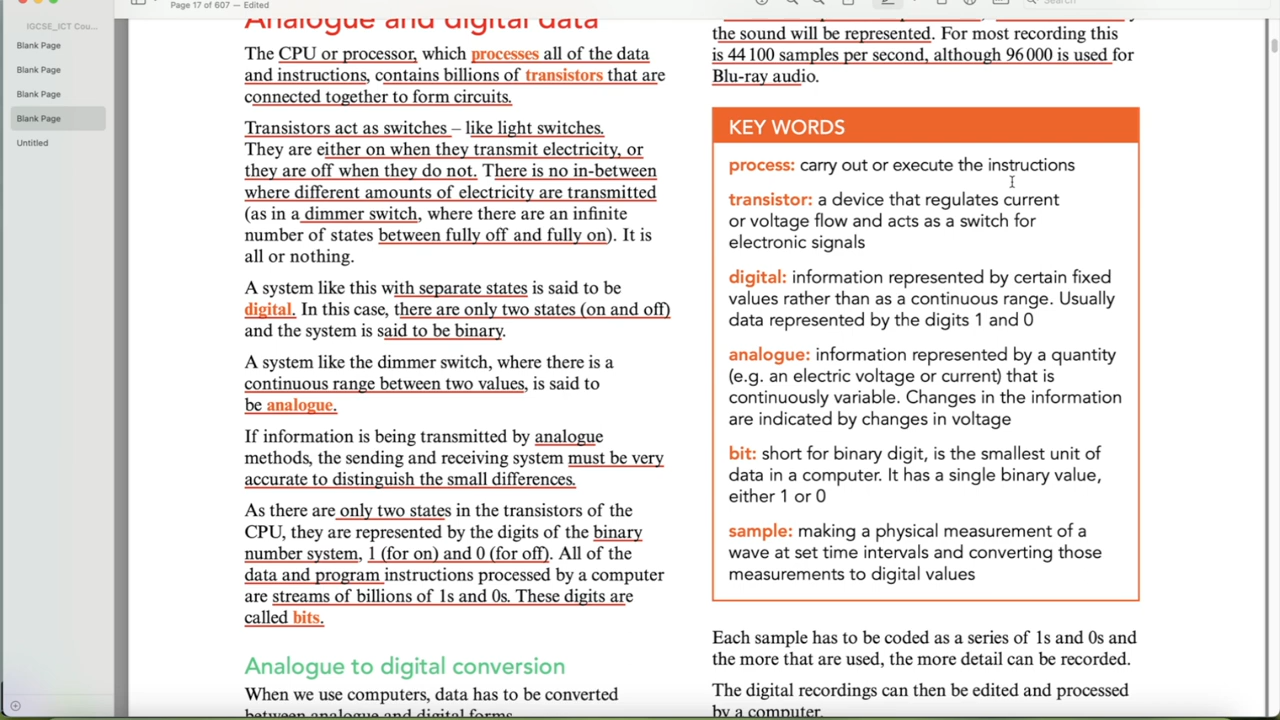 Page 17 of 607 — Edited
Search
IGCSE_ICT Cou...
Blank Page
Blank Page
Blank Page
Blank Page
Untitled
Analogue and digital data
The CPU or processor, which processes all of the data
and instructions, contains billions of transistors that are
connected together to form circuits.
Transistors act as switches – like light switches.
They are either on when they transmit electricity, or
they are off when they do not. There is no in-between
where different amounts of electricity are transmitted
(as in a dimmer switch, where there are an infinite
number of states between fully off and fully on). It is
all or nothing.
A system like this with separate states is said to be
digital. In this case, there are only two states (on and off)
and the system is said to be binary.
A system like the dimmer switch, where there is a
continuous range between two values, is said to
be analogue.
If information is being transmitted by analogue
methods, the sending and receiving system must be very
accurate to distinguish the small differences.
As there are only two states in the transistors of the
CPU, they are represented by the digits of the binary
number system, 1 (for on) and 0 (for off). All of the
data and program instructions processed by a computer
are streams of billions of 1s and 0s. These digits are
called bits.
Analogue to digital conversion
When we use computers, data has to be converted
between analogue and digital forms.
the sound will be represented. For most recording this
is 44 100 samples per second, although 96 000 is used for
Blu-ray audio.
KEY WORDS
process: carry out or execute the instructions
transistor: a device that regulates current
or voltage flow and acts as a switch for
electronic signals
digital: information represented by certain fixed
values rather than as a continuous range. Usually
data represented by the digits 1 and 0
analogue: information represented by a quantity
(e.g. an electric voltage or current) that is
continuously variable. Changes in the information
are indicated by changes in voltage
bit: short for binary digit, is the smallest unit of
data in a computer. It has a single binary value,
either 1 or 0
sample: making a physical measurement of a
wave at set time intervals and converting those
measurements to digital values
Each sample has to be coded as a series of 1s and 0s and
the more that are used, the more detail can be recorded.
The digital recordings can then be edited and processed
by a computer.